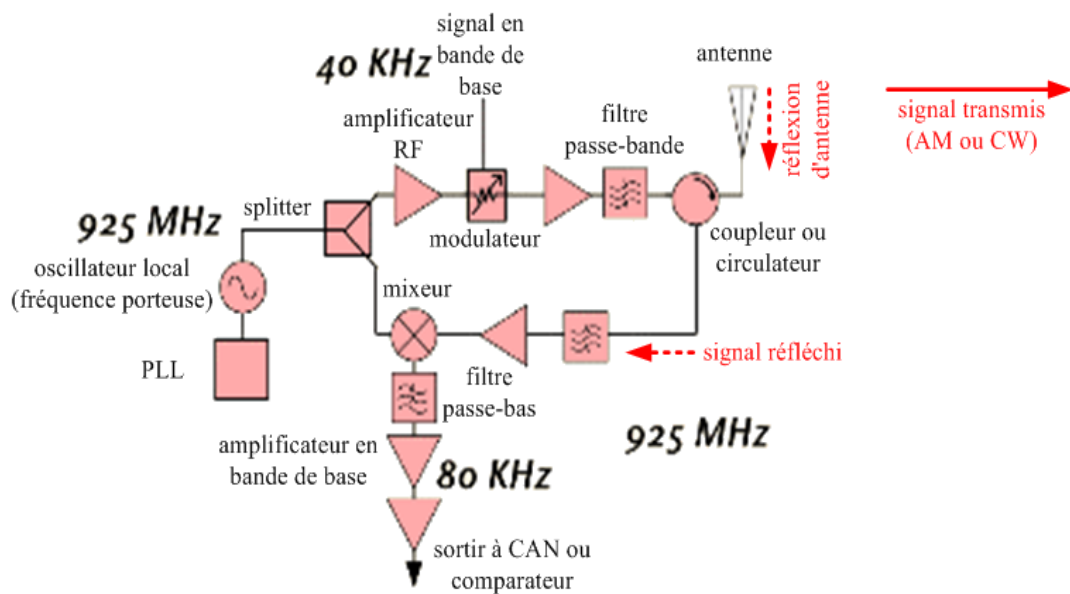 signal en
bande de
base
40 KHz
antenne
amplificateur
RF
filtre
passe-bande
réflexion
d'antenne
signal transmis
(AM ou CW)
splitter
925 MHz
modulateur
coupleur ou
circulateur
oscillateur local
(fréquence porteuse)
mixeur
PLL
signal réfléchi
filtre
passe-bas
925 MHz
amplificateur en
bande de base
80 KHz
sortir à CAN ou
comparateur